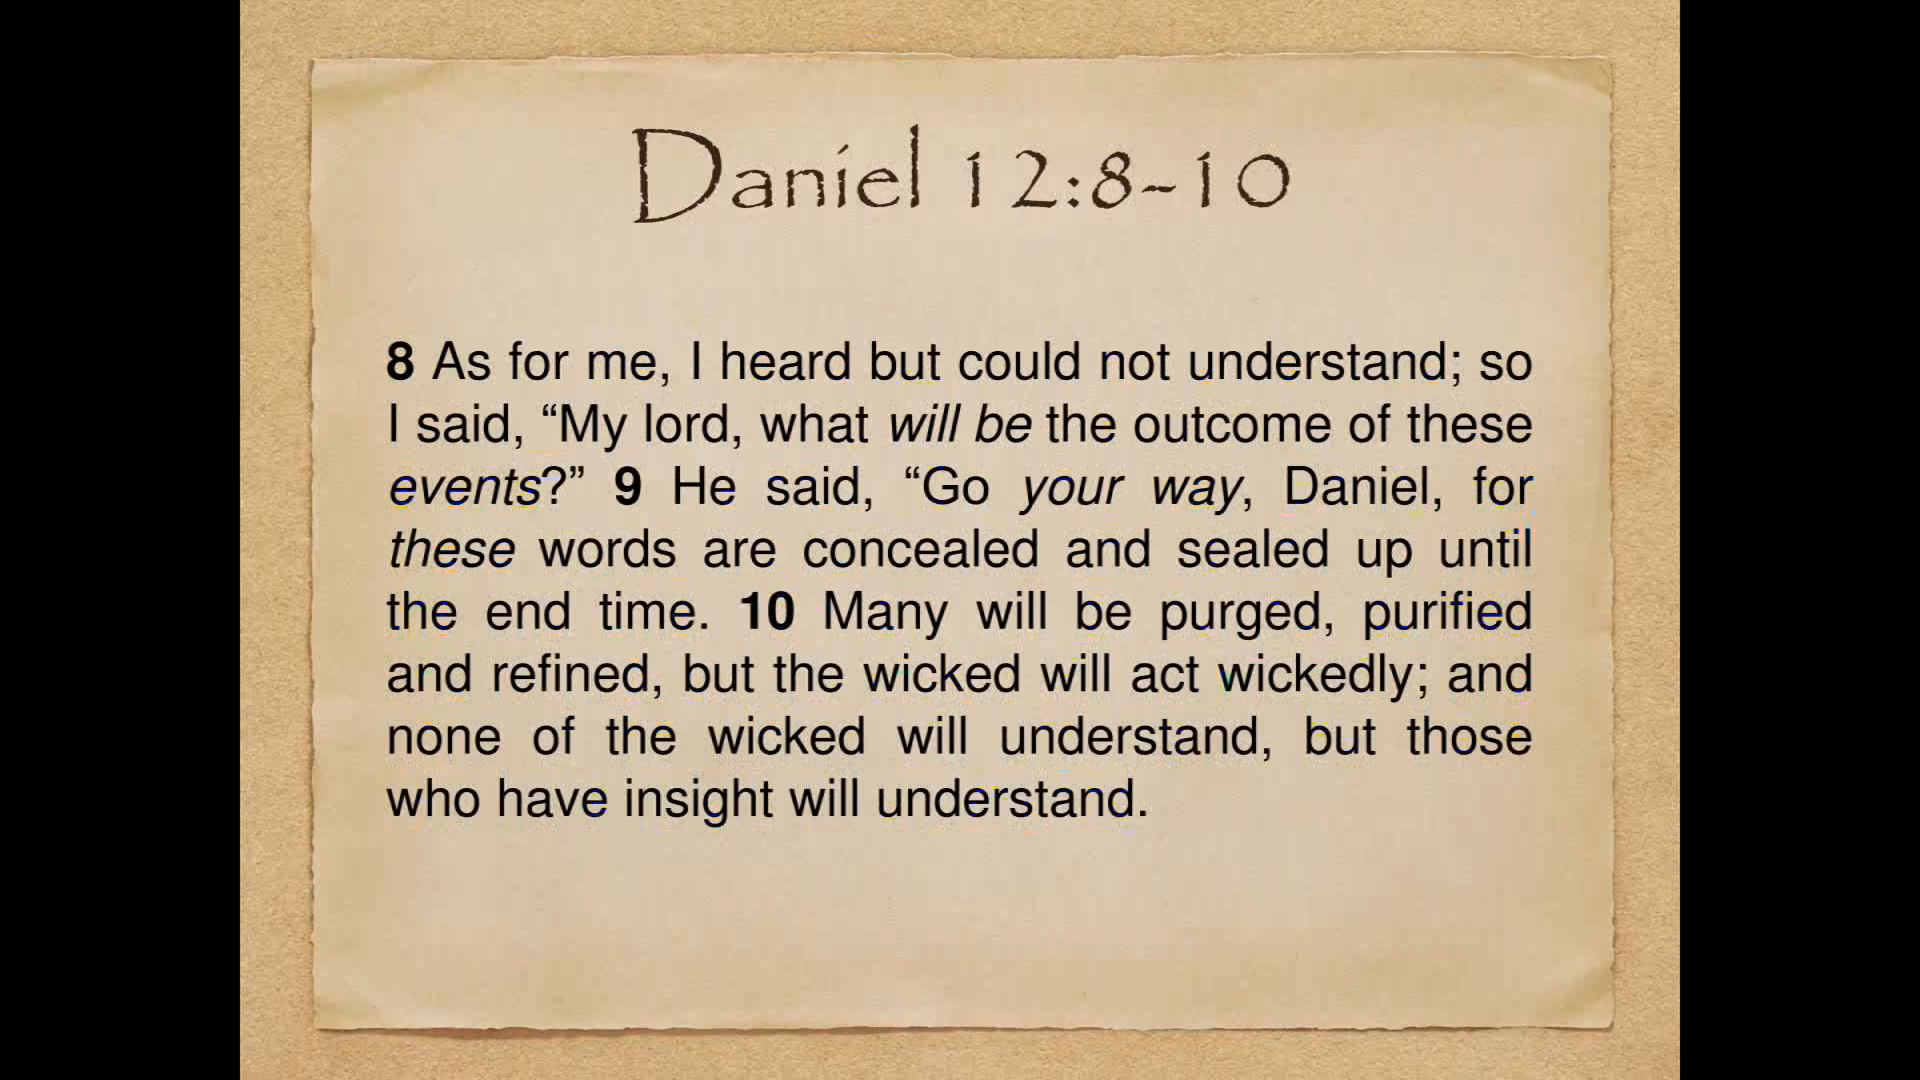 Daniel 12:8-10
8 As for me, I heard but could not understand; so
I said, “My lord, what will be the outcome of these
events?” 9 He said, “Go your way, Daniel, for
these words are concealed and sealed up until
the end time. 10 Many will be purged, purified
and refined, but the wicked will act wickedly; and
none of the wicked will understand, but those
who have insight will understand.